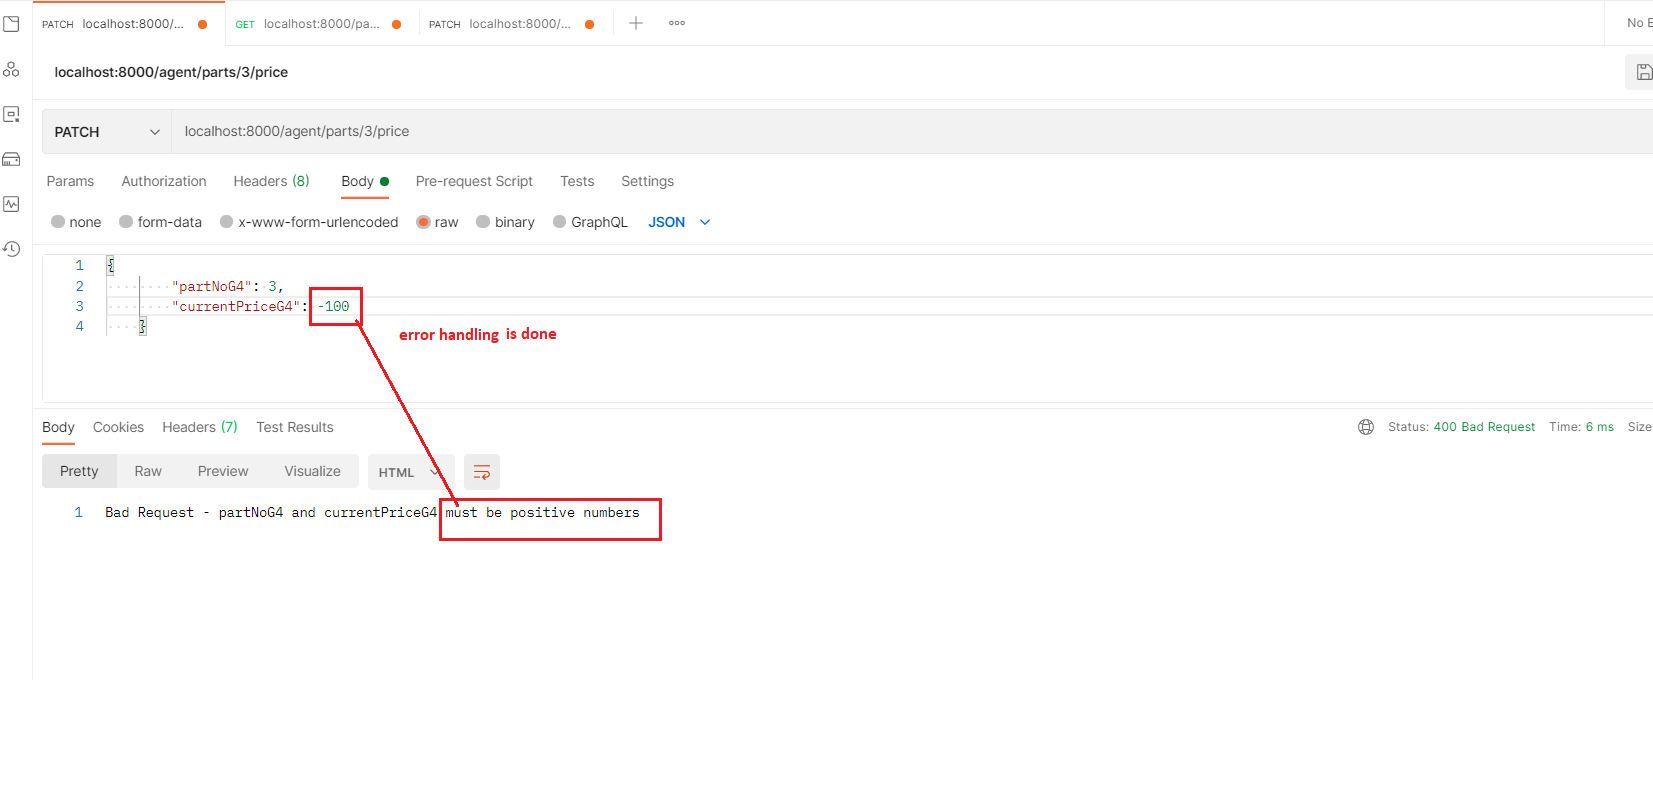 PATCH localhost:8000/... GET localhost:8000/pa... PATCH localhost:8000/... No E
localhost:8000/agent/parts/3/price
PATCH localhost:8000/agent/parts/3/price
Params Authorization Headers (8) Body Pre-request Script Tests Settings
none form-data x-www-form-urlencoded raw binary GraphQL JSON
1 {
2 "partNoG4": 3,
3 "currentPriceG4": -100
4 }
error handling is done
Body Cookies Headers (7) Test Results Status: 400 Bad Request Time: 6 ms Size
Pretty Raw Preview Visualize HTML
1 Bad Request - partNoG4 and currentPriceG4 must be positive numbers